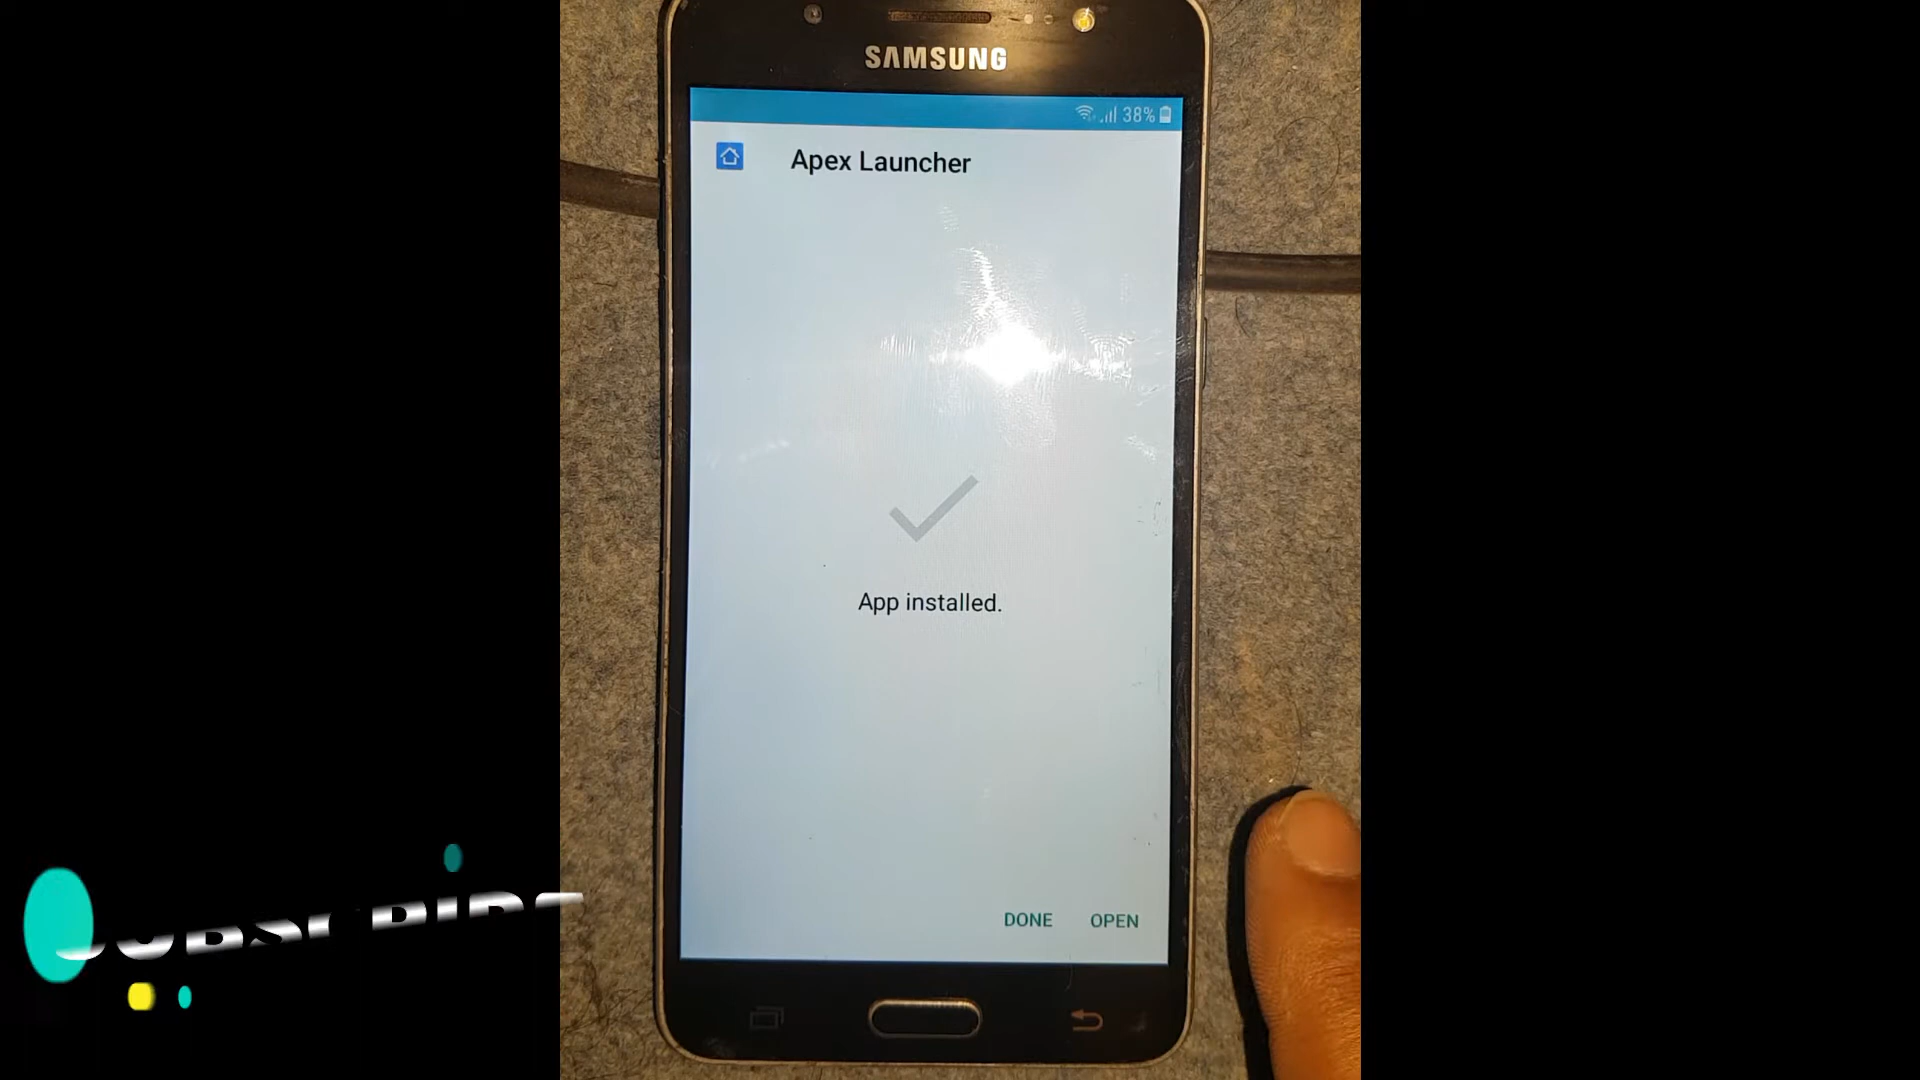 SAMSUNG
38%
Apex Launcher
App installed.
DONE
OPEN